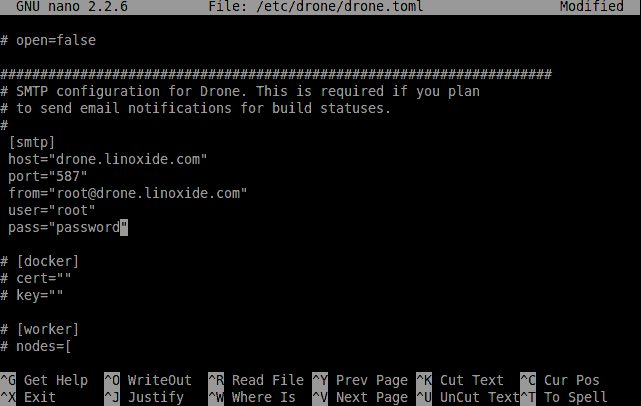 GNU nano 2.2.6 File: /etc/drone/drone.toml Modified
# open=false
#####################################################################
# SMTP configuration for Drone. This is required if you plan
# to send email notifications for build statuses.
#
[smtp]
host="drone.linoxide.com"
port="587"
from="root@drone.linoxide.com"
user="root"
pass="password"
# [docker]
# cert=""
# key=""
# [worker]
# nodes=[
^G Get Help ^O WriteOut ^R Read File ^Y Prev Page ^K Cut Text ^C Cur Pos
^X Exit ^J Justify ^W Where Is ^V Next Page ^U UnCut Text ^T To Spell